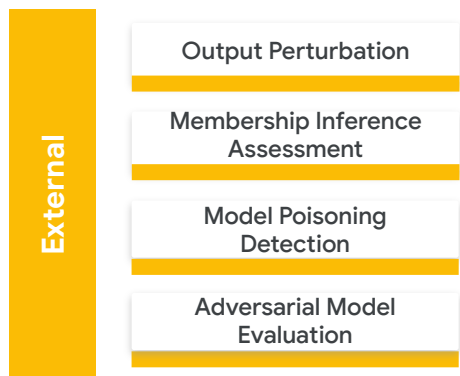 External
Output Perturbation
Membership Inference
Assessment
Model Poisoning
Detection
Adversarial Model
Evaluation